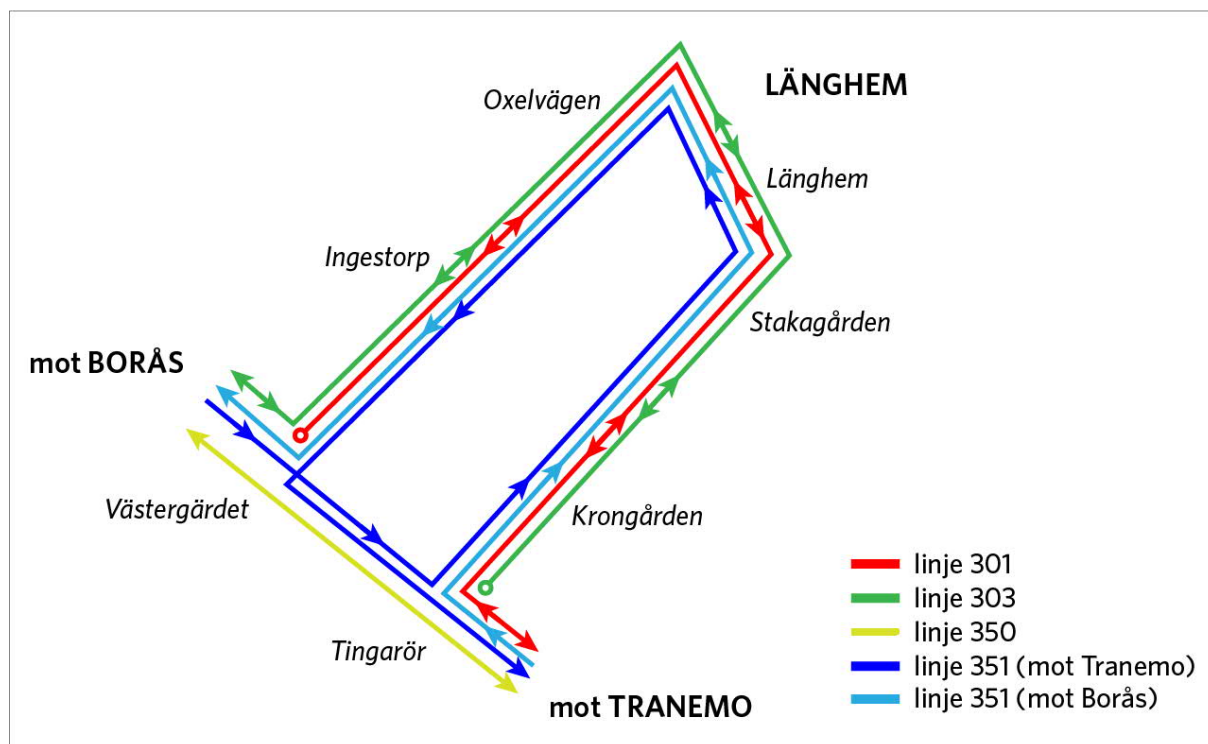 LÄNGHEM
Oxelvägen
Länghem
Ingestorp
Stakagården
mot BORÅS
Västergärdet
Krongården
Tingarör
mot TRANEMO
linje 301
linje 303
linje 350
linje 351 (mot Tranemo)
linje 351 (mot Borås)